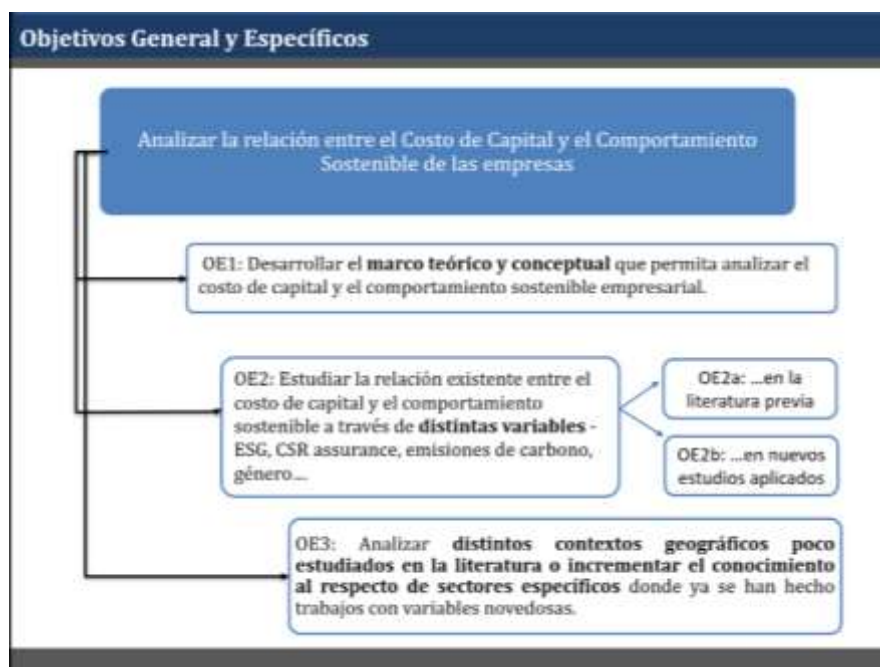 Objetivos General y Específicos
Analizar la relación entre el Costo de Capital y el Comportamiento
Sostenible de las empresas
OE1: Desarrollar el marco teórico y conceptual que permita analizar el
costo de capital y el comportamiento sostenible empresarial.
OE2: Estudiar la relación existente entre el
costo de capital y el comportamiento
sostenible a través de distintas variables -
ESG, CSR assurance, emisiones de carbono,
género...
OE2a: ...en la
literatura previa
OE2b: ...en nuevos
estudios aplicados
OE3: Analizar distintos contextos geográficos poco
estudiados en la literatura o incrementar el conocimiento
al respecto de sectores específicos donde ya se han hecho
trabajos con variables novedosas.